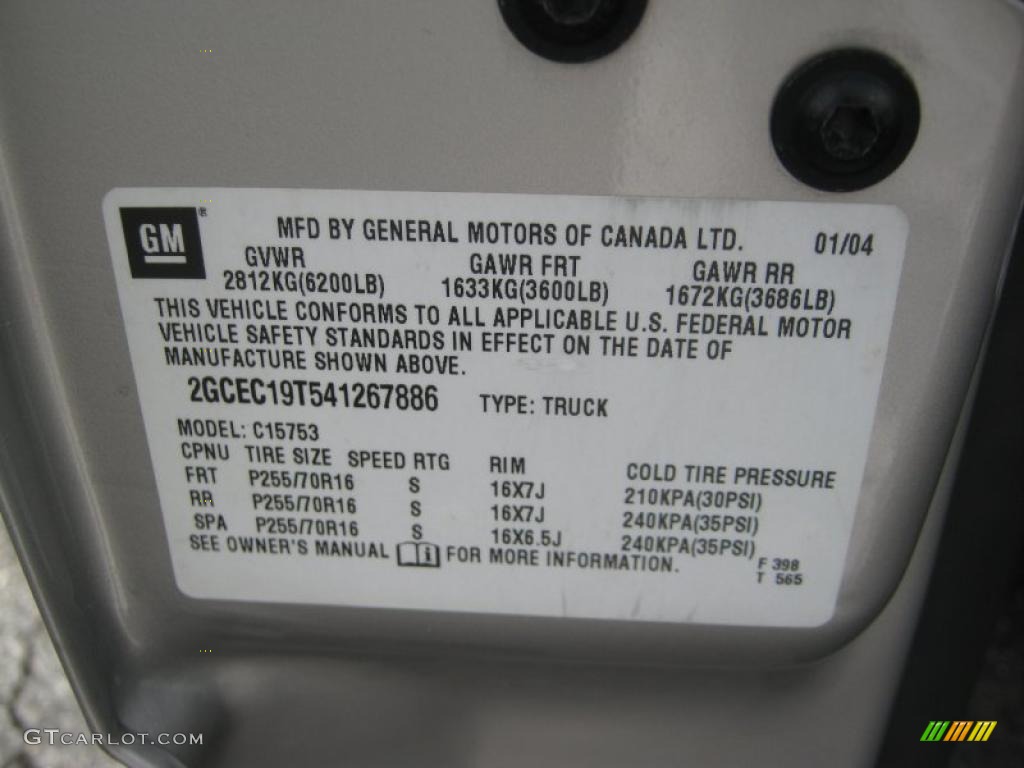 GM®
MFD BY GENERAL MOTORS OF CANADA LTD. 01/04
GVWR GAWR FRT GAWR RR
2812KG(6200LB) 1633KG(3600LB) 1672KG(3686LB)
THIS VEHICLE CONFORMS TO ALL APPLICABLE U.S. FEDERAL MOTOR
VEHICLE SAFETY STANDARDS IN EFFECT ON THE DATE OF
MANUFACTURE SHOWN ABOVE.
2GCEC19T541267886 TYPE: TRUCK
MODEL: C15753
CPNU TIRE SIZE SPEED RTG RIM COLD TIRE PRESSURE
FRT P255/70R16 S 16X7J 210KPA(30PSI)
RR P255/70R16 S 16X7J 240KPA(35PSI)
SPA P255/70R16 S 16X6.5J 240KPA(35PSI)
SEE OWNER'S MANUAL i FOR MORE INFORMATION.
F 398
T 565
GTCARLOT.COM